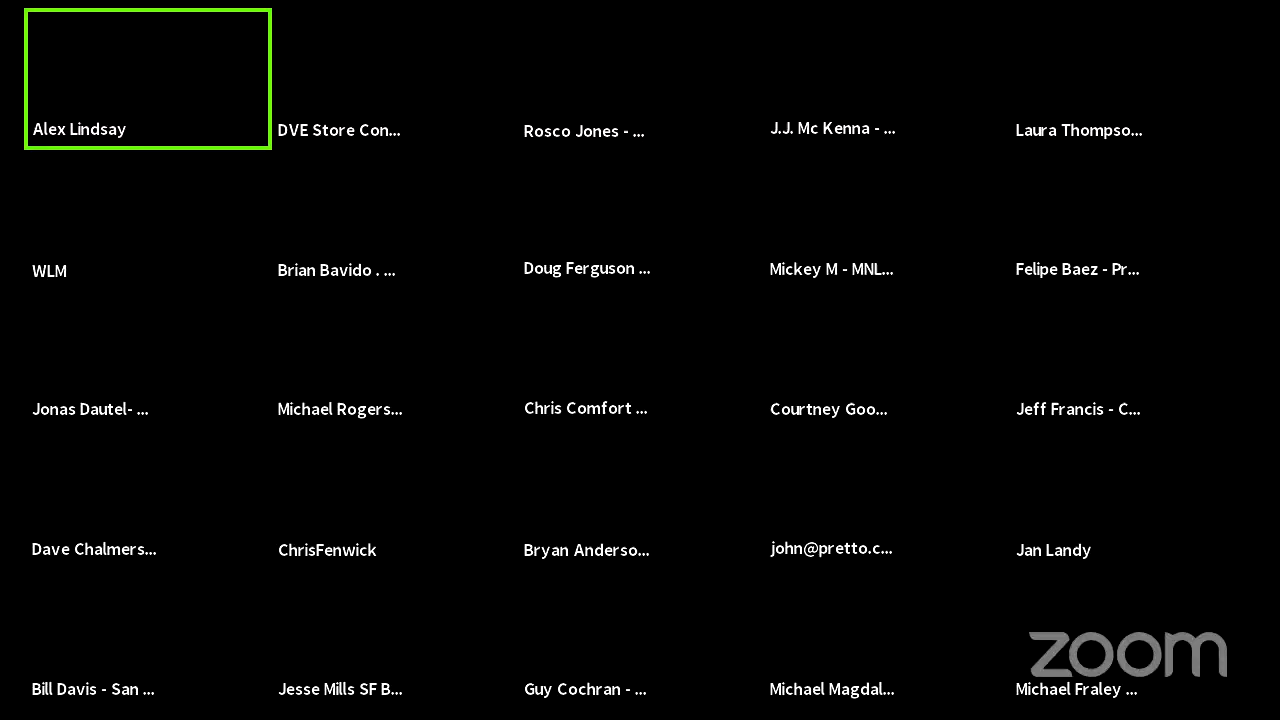 Alex Lindsay
DVE Store Con...
Rosco Jones - ...
J.J. Mc Kenna - ...
Laura Thompso...
WLM
Brian Bavido . ...
Doug Ferguson ...
Mickey M - MNL...
Felipe Baez - Pr...
Jonas Dautel- ...
Michael Rogers...
Chris Comfort ...
Courtney Goo...
Jeff Francis - C...
Dave Chalmers...
ChrisFenwick
Bryan Anderso...
john@pretto.c...
Jan Landy
zoom
Bill Davis - San ...
Jesse Mills SF B...
Guy Cochran - ...
Michael Magdal...
Michael Fraley ...